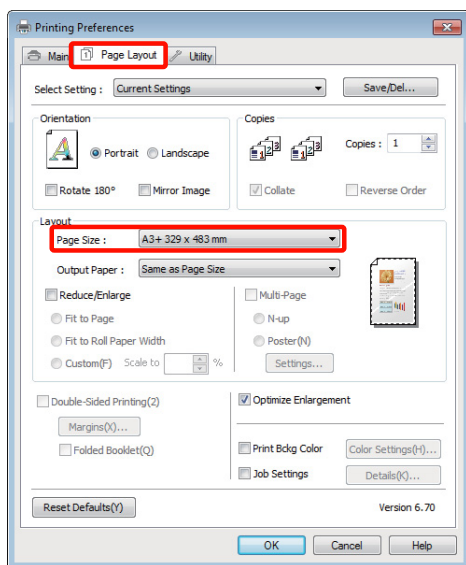 Printing Preferences
Main Page Layout Utility
Select Setting : Current Settings Save/Del...
Orientation Copies
Portrait Landscape Copies : 1
Rotate 180° Mirror Image Collate Reverse Order
Layout
Page Size : A3+ 329 x 483 mm
Output Paper : Same as Page Size
Reduce/Enlarge Multi-Page
Fit to Page N-up
Fit to Roll Paper Width Poster(N)
Custom(F) Scale to % Settings...
Double-Sided Printing(2) Optimize Enlargement
Margins(X)...
Folded Booklet(Q) Print Bckg Color Color Settings(H)...
Job Settings Details(K)...
Reset Defaults(Y) Version 6.70
OK Cancel Help